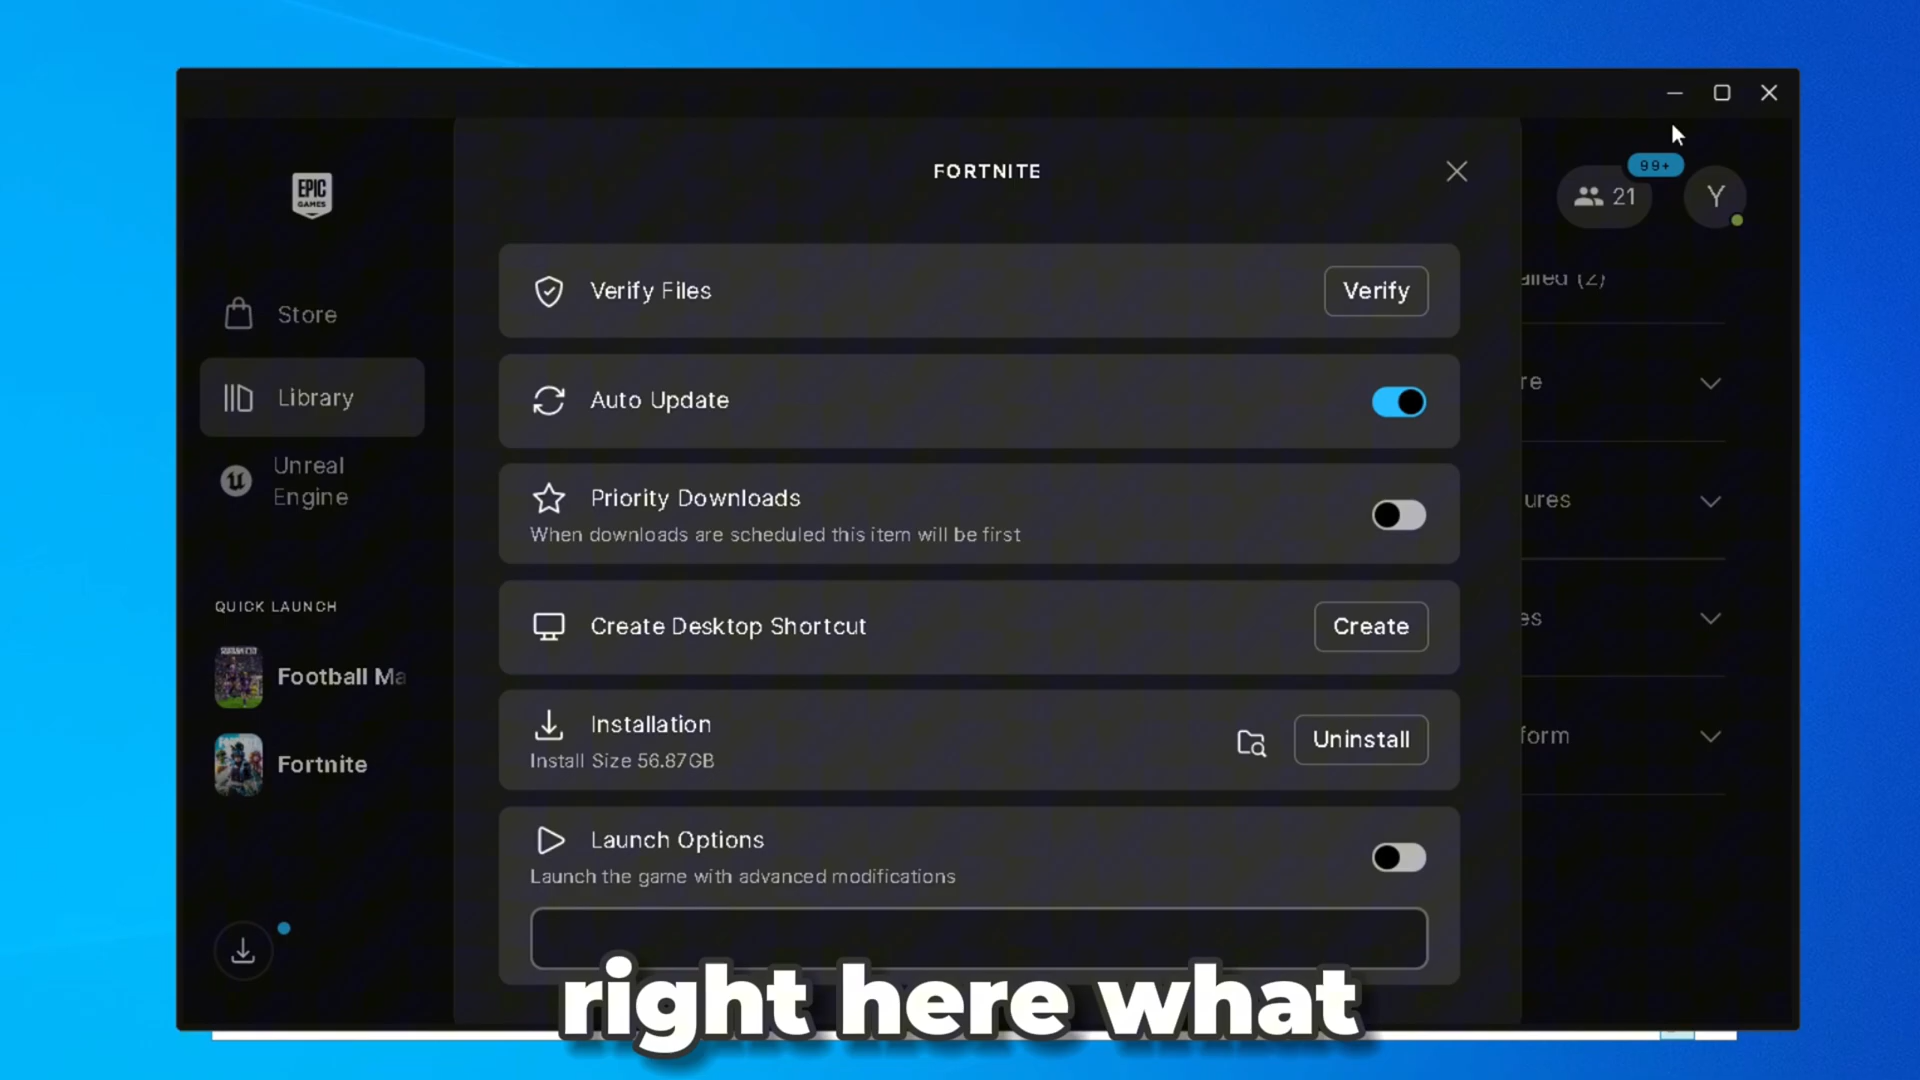 FORTNITE
99+
21
Y
EPIC
GAMES
Store
Library
Unreal
Engine
QUICK LAUNCH
Football Ma
Fortnite
Verify Files
Verify
Auto Update
Priority Downloads
When downloads are scheduled this item will be first
Create Desktop Shortcut
Create
Installation
Install Size 56.87GB
Uninstall
Launch Options
Launch the game with advanced modifications
alled (2)
re
ures
es
form
right here what